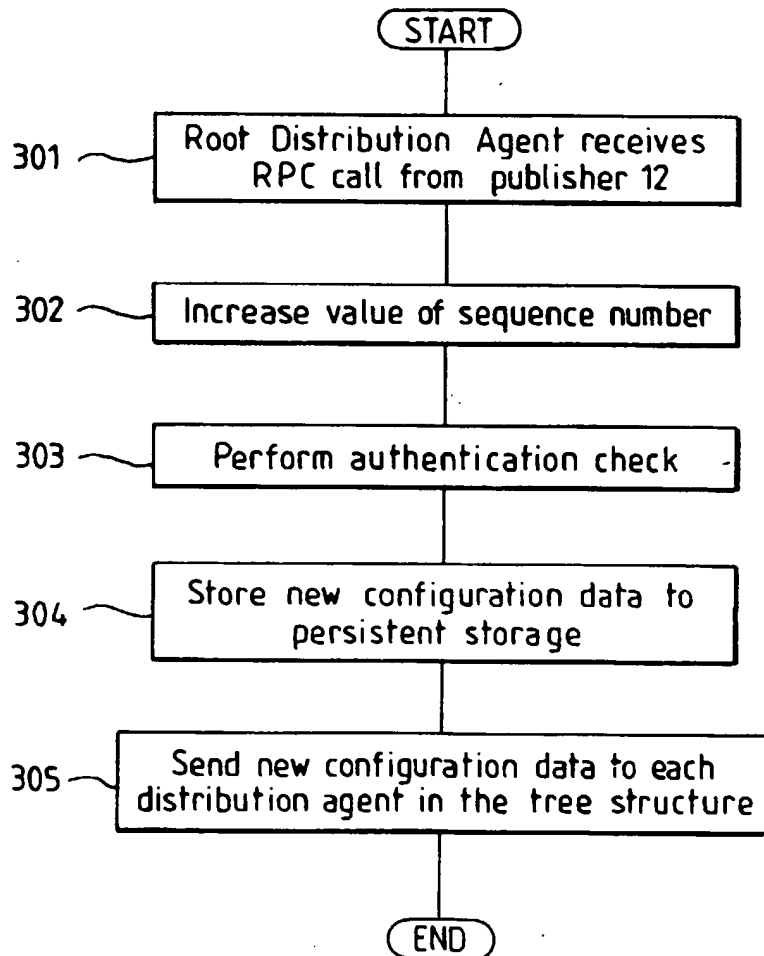 START
301
Root Distribution Agent receives
RPC call from publisher 12
302
Increase value of sequence number
303
Perform authentication check
304
Store new configuration data to
persistent storage
305
Send new configuration data to each
distribution agent in the tree structure
END